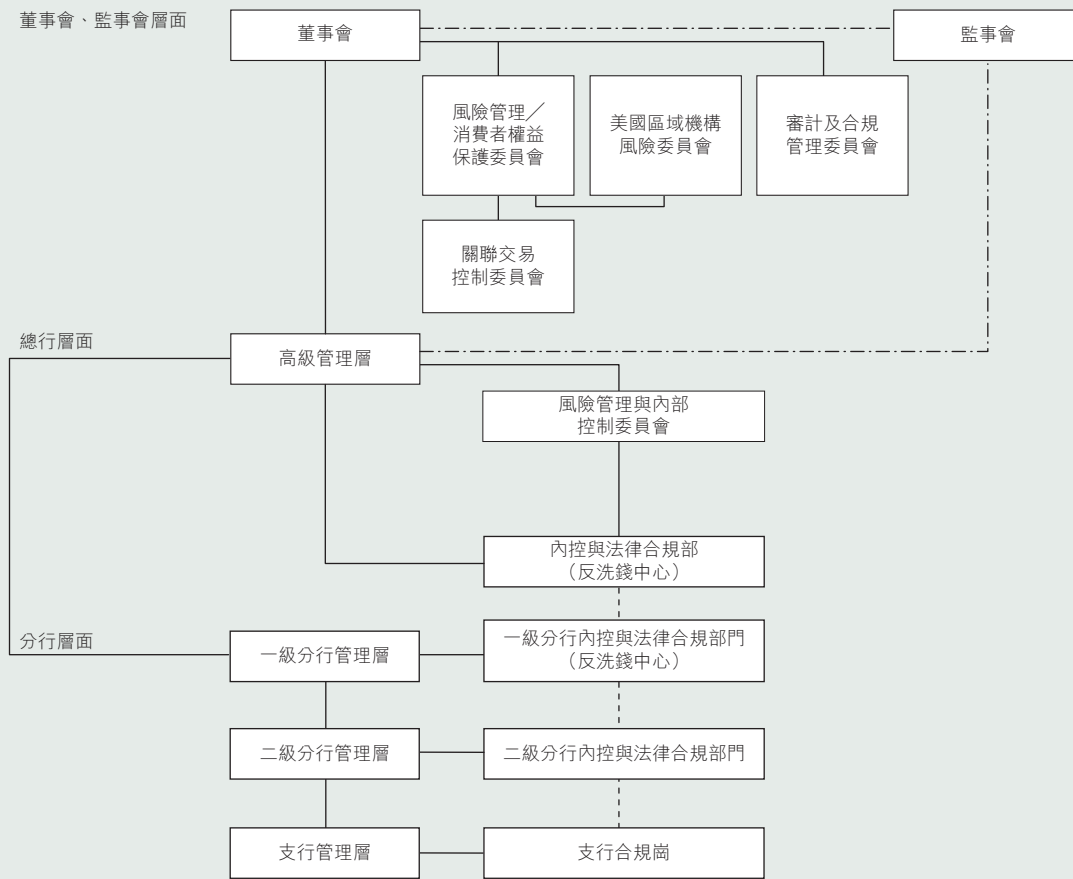 董事會、監事會層面
董事會
監事會
風險管理／
消費者權益
保護委員會
美國區域機構
風險委員會
審計及合規
管理委員會
關聯交易
控制委員會
總行層面
高級管理層
風險管理與內部
控制委員會
內控與法律合規部
（反洗錢中心）
分行層面
一級分行管理層
一級分行內控與法律合規部門
（反洗錢中心）
二級分行管理層
二級分行內控與法律合規部門
支行管理層
支行合規崗